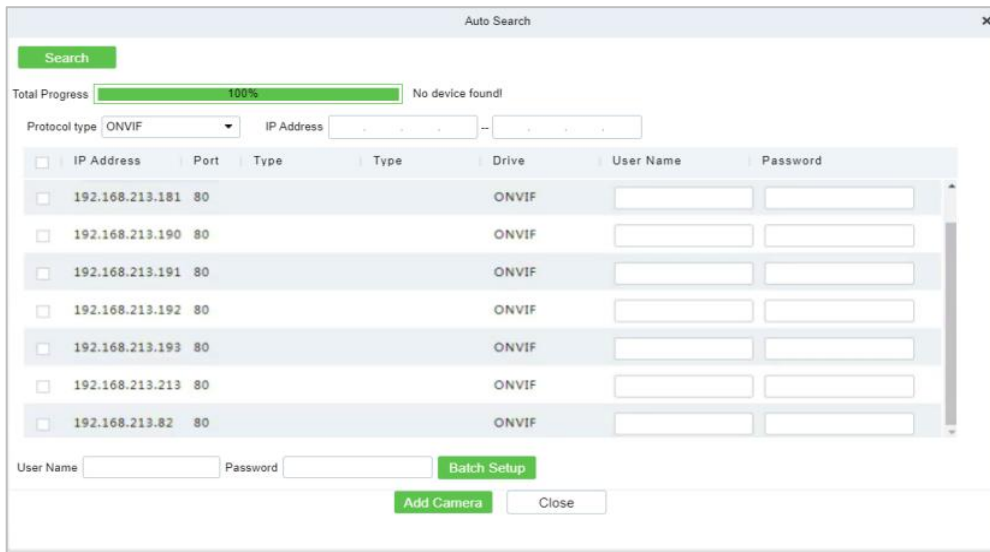 Auto Search
×
Search
Total Progress 100% No device found!
Protocol type ONVIF IP Address . . . -- . . .
IP Address Port Type Type Drive User Name Password
192.168.213.181 80 ONVIF
192.168.213.190 80 ONVIF
192.168.213.191 80 ONVIF
192.168.213.192 80 ONVIF
192.168.213.193 80 ONVIF
192.168.213.213 80 ONVIF
192.168.213.82 80 ONVIF
User Name Password Batch Setup
Add Camera Close